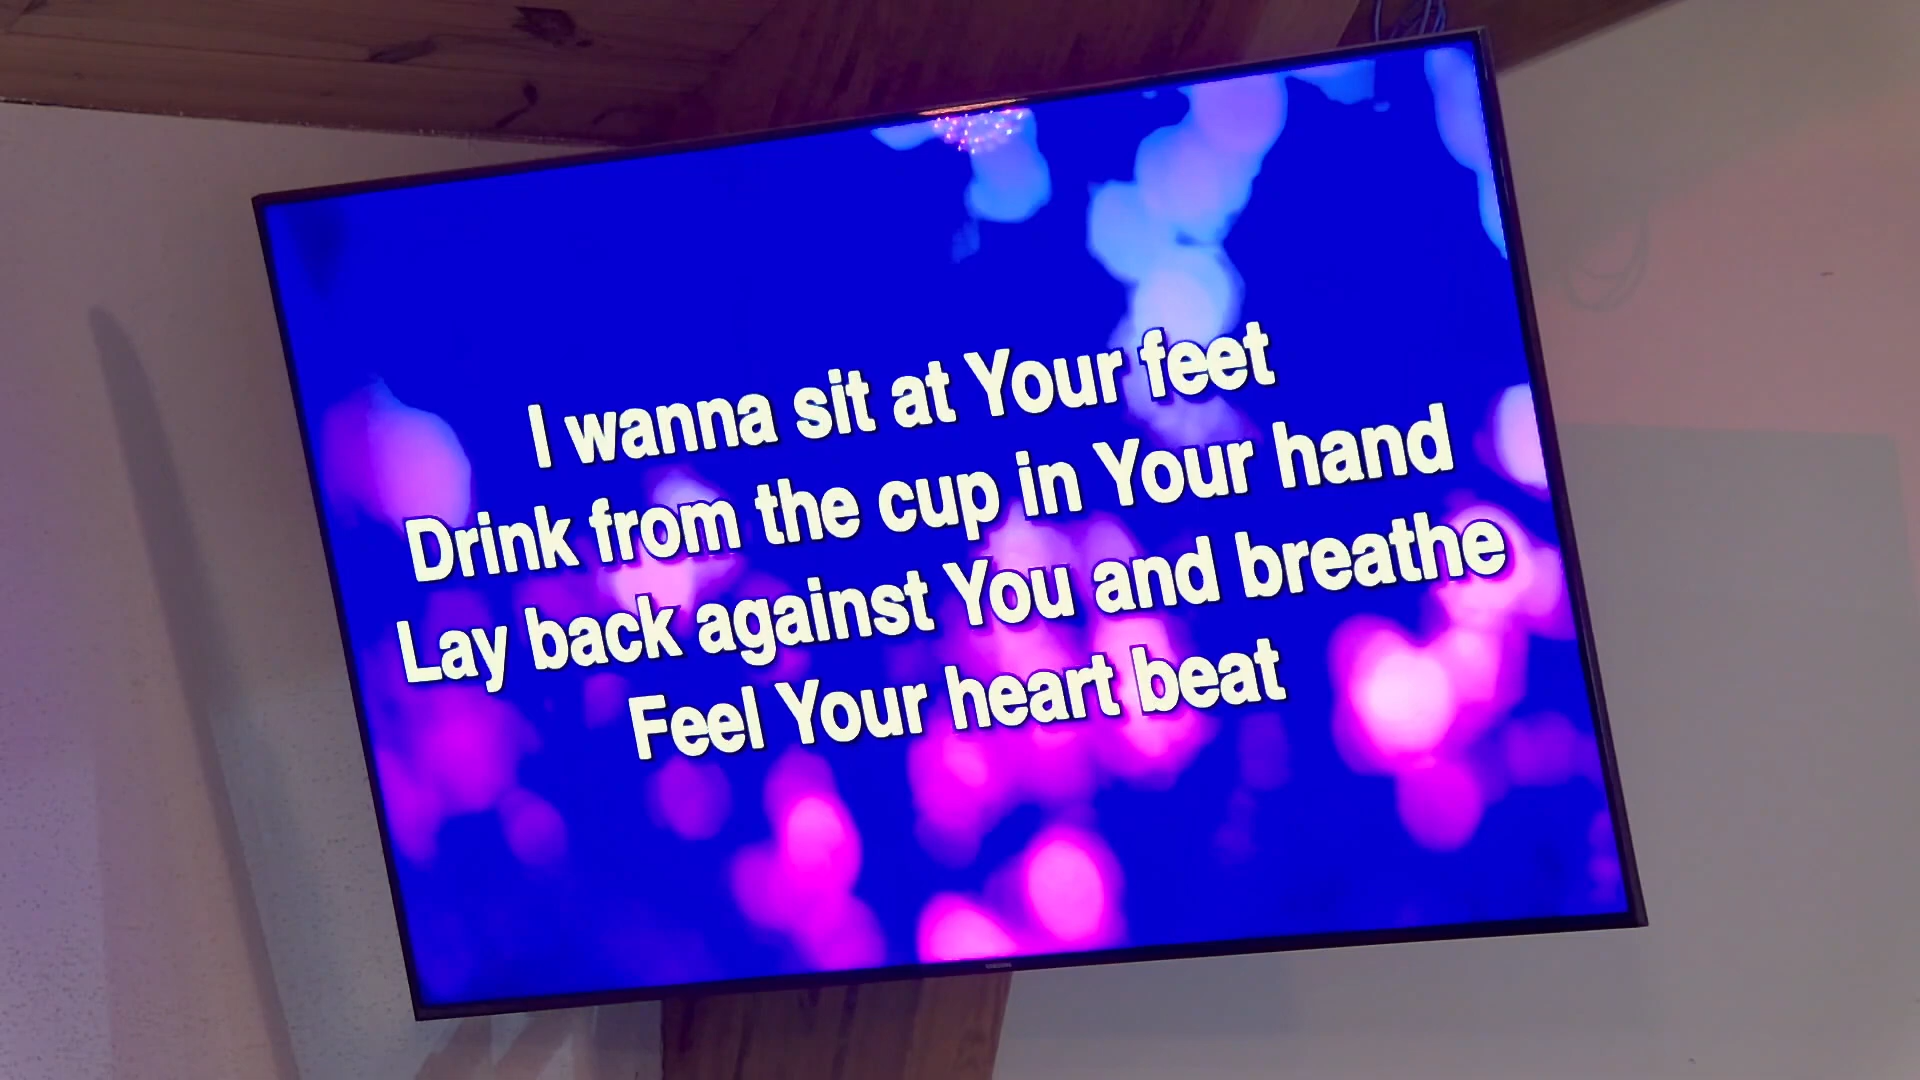 I wanna sit at Your feet
Drink from the cup in Your hand
Lay back against You and breathe
Feel Your heart beat